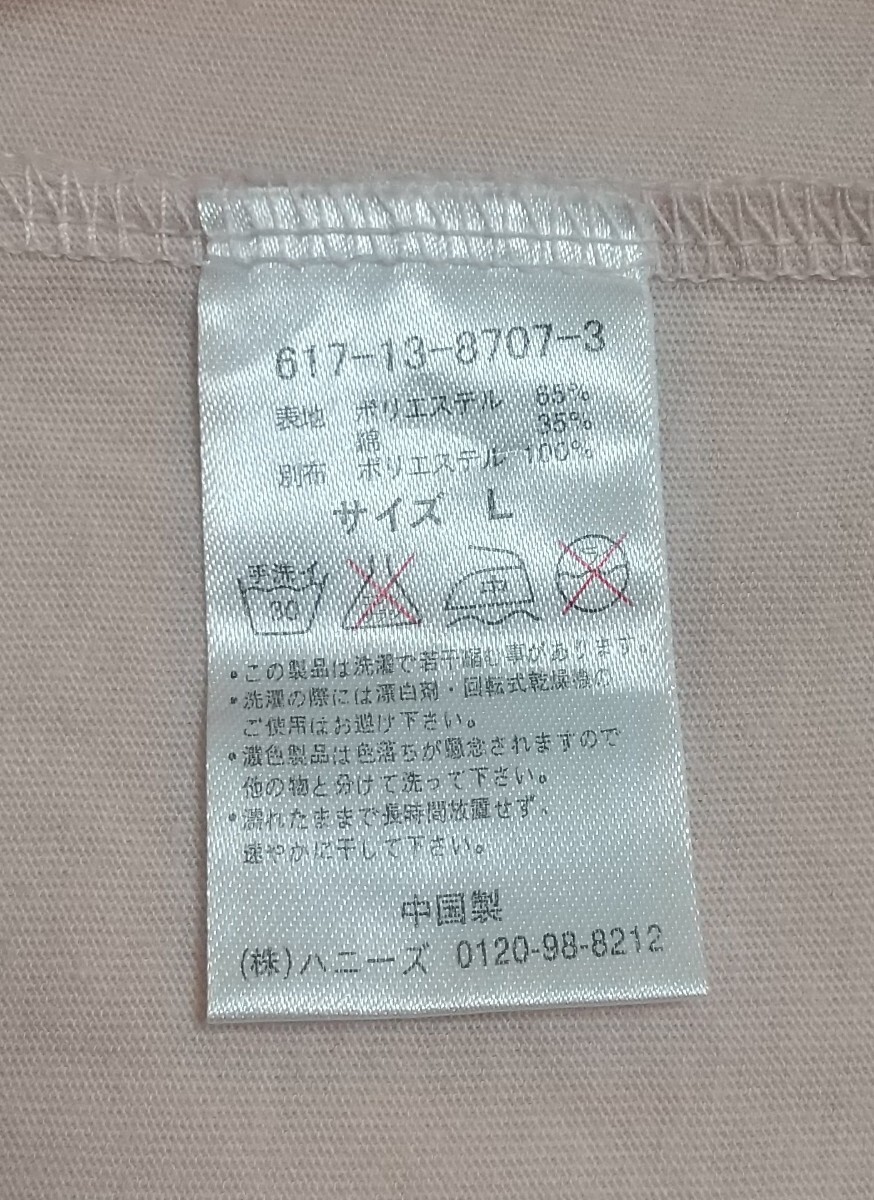 617-13-8707-3
表地 ポリエステル 65%
綿 35%
別布 ポリエステル 100%
サイズ L
手洗イ 30 中
・この製品は洗濯で若干縮む事があります。
・洗濯の際には漂白剤・回転式乾燥機の
ご使用はお避け下さい。
・濃色製品は色落ちが懸念されますので
他の物と分けて洗って下さい。
・濡れたままで長時間放置せず、
速やかに干して下さい。
中国製
(株)ハニーズ 0120-98-8212